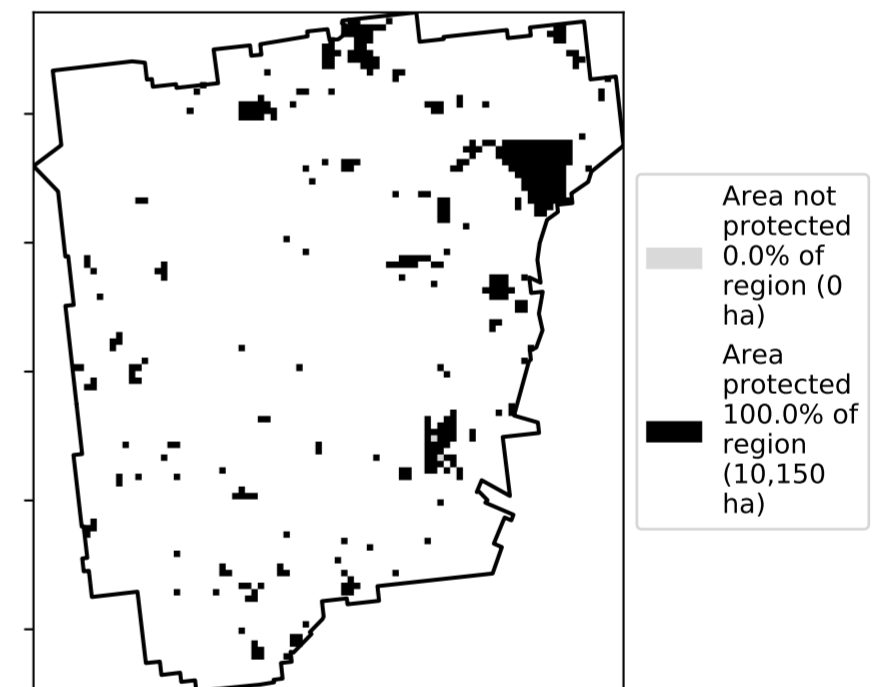 Area not
protected
0.0% of
region (0
ha)
Area
protected
100.0% of
region
(10,150
ha)